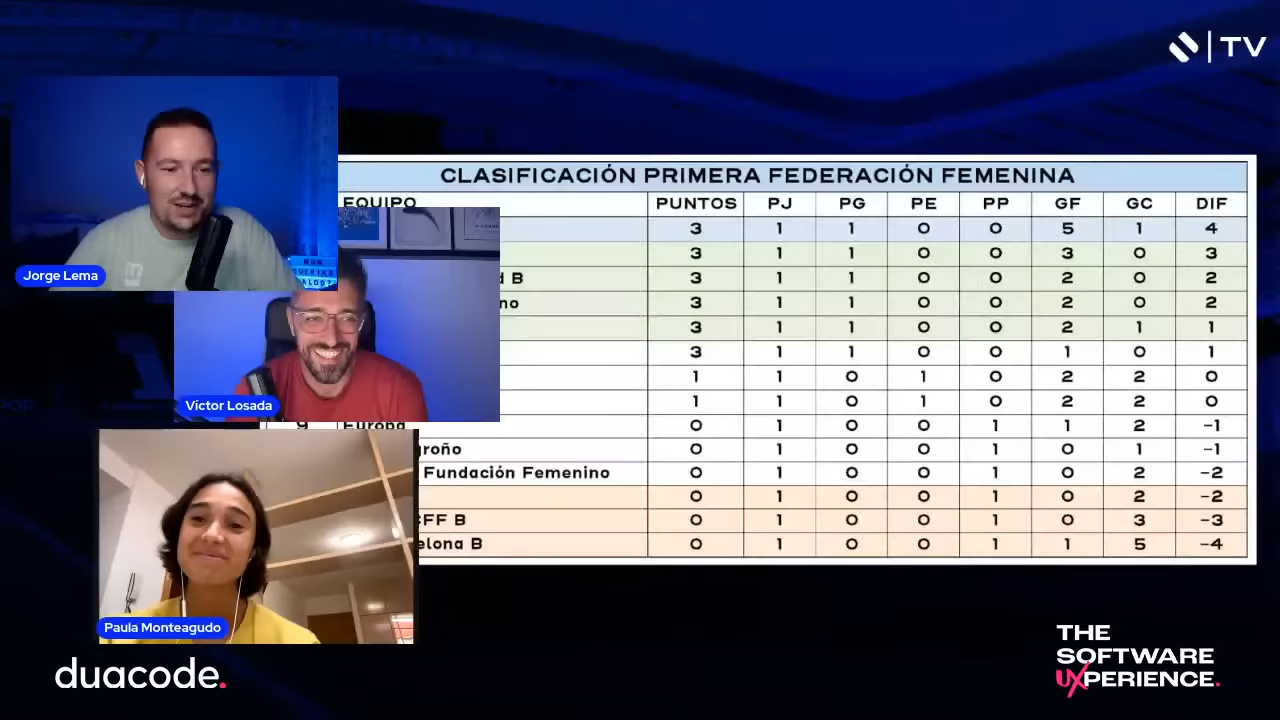 TV
CLASIFICACIÓN PRIMERA FEDERACIÓN FEMENINA
EQUIPO PUNTOS PJ PG PE PP GF GC DIF
3 1 1 0 0 5 1 4
3 1 1 0 0 3 0 3
B 3 1 1 0 0 2 0 2
3 1 1 0 0 2 0 2
3 1 1 0 0 2 1 1
3 1 1 0 0 1 0 1
1 1 0 1 0 2 2 0
1 1 0 1 0 2 2 0
9 Europa 0 1 0 0 1 1 2 -1
groño 0 1 0 0 1 0 1 -1
Fundación Femenino 0 1 0 0 1 0 2 -2
0 1 0 0 1 0 2 -2
CFF B 0 1 0 0 1 0 3 -3
elona B 0 1 0 0 1 1 5 -4
Jorge Lema
Víctor Losada
Paula Monteagudo
duacode.
THE
SOFTWARE
UXPERIENCE.